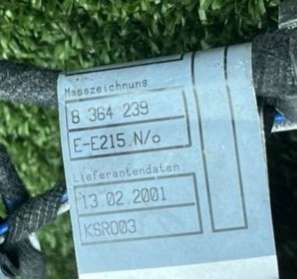 Masszeichnung
8 364 239
E-E215 N/o
Lieferantendaten
13.02.2001
KSR003